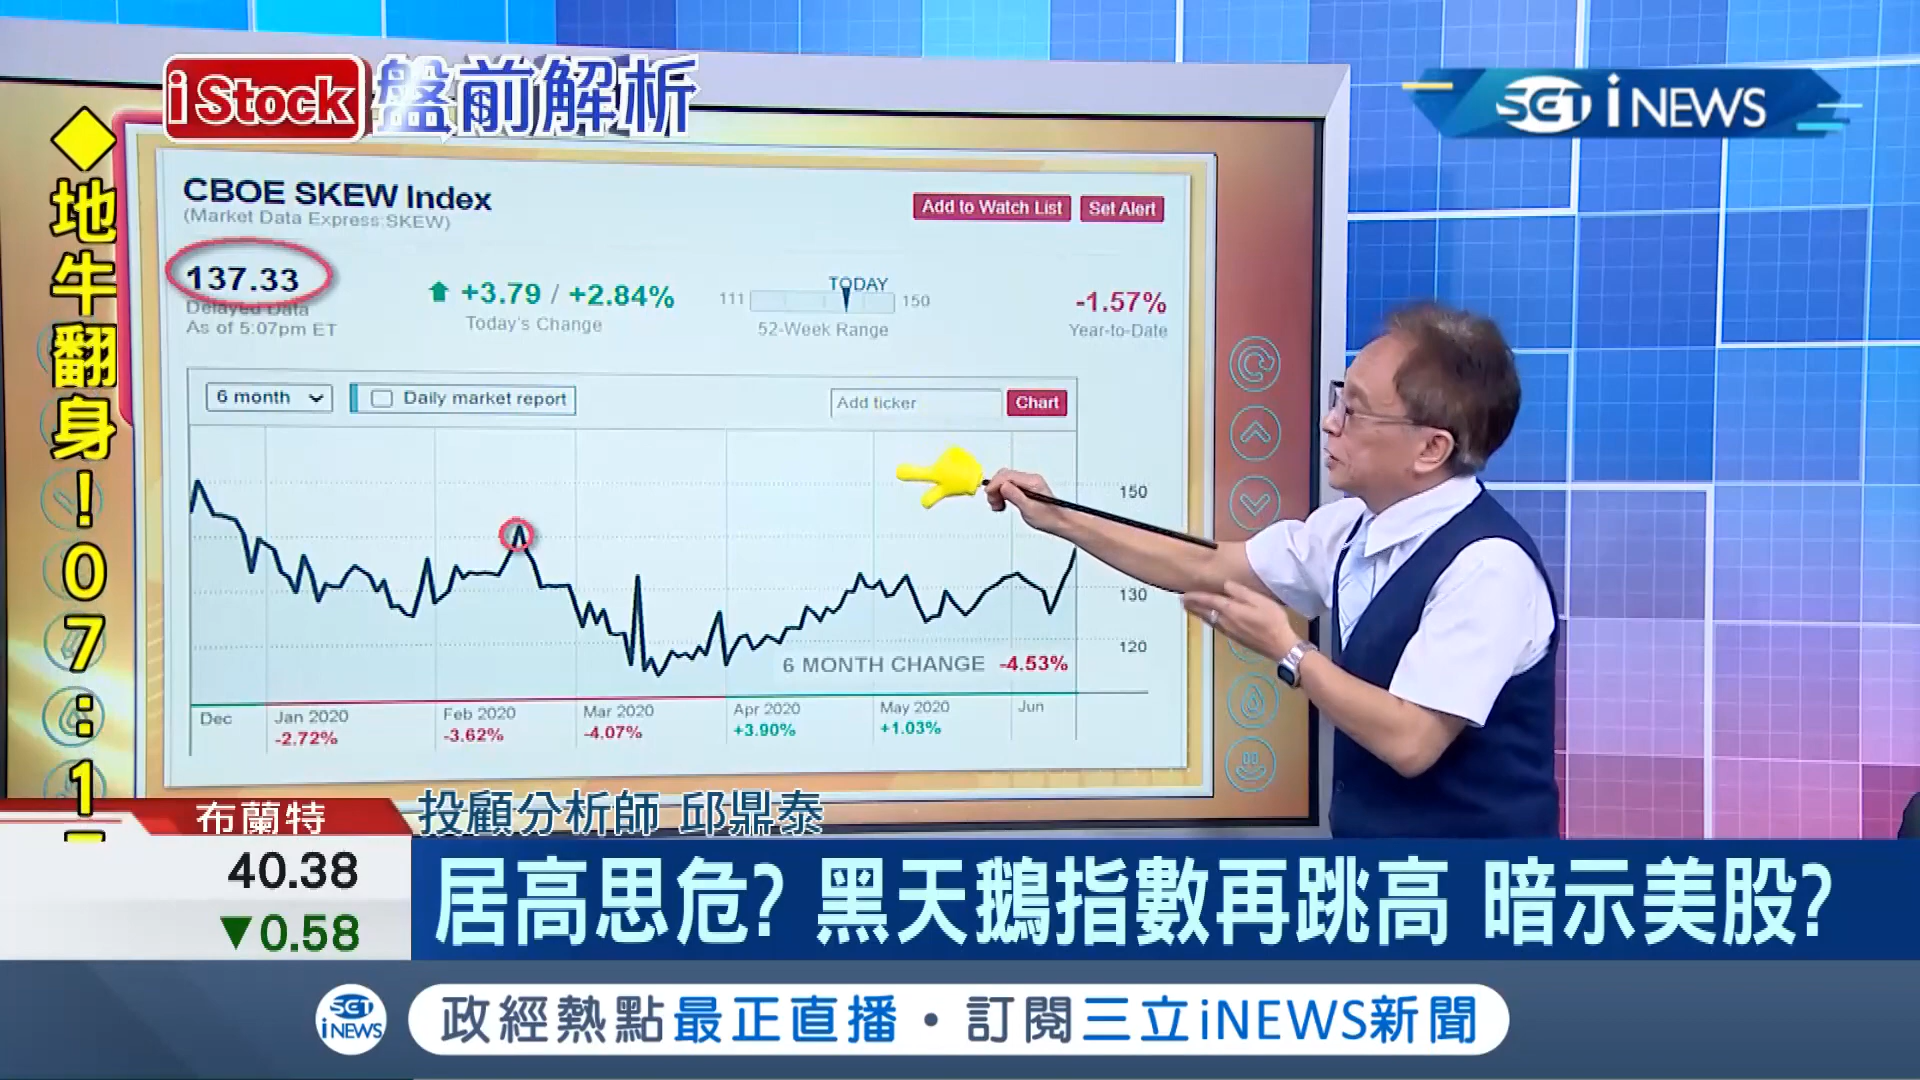 i Stock 盤前解析
SET iNEWS
◆地牛翻身!07:1
CBOE SKEW Index
(Market Data Express:SKEW)
Add to Watch List
Set Alert
137.33
Delayed Data
As of 5:07pm ET
+3.79 / +2.84%
Today's Change
TODAY
111
150
52-Week Range
-1.57%
Year-to-Date
6 month
Daily market report
Add ticker
Chart
150
130
120
6 MONTH CHANGE -4.53%
Dec
Jan 2020
-2.72%
Feb 2020
-3.62%
Mar 2020
-4.07%
Apr 2020
+3.90%
May 2020
+1.03%
Jun
布蘭特
40.38
▼0.58
投顧分析師 邱鼎泰
居高思危? 黑天鵝指數再跳高 暗示美股?
SET iNEWS
政經熱點最正直播・訂閱三立iNEWS新聞